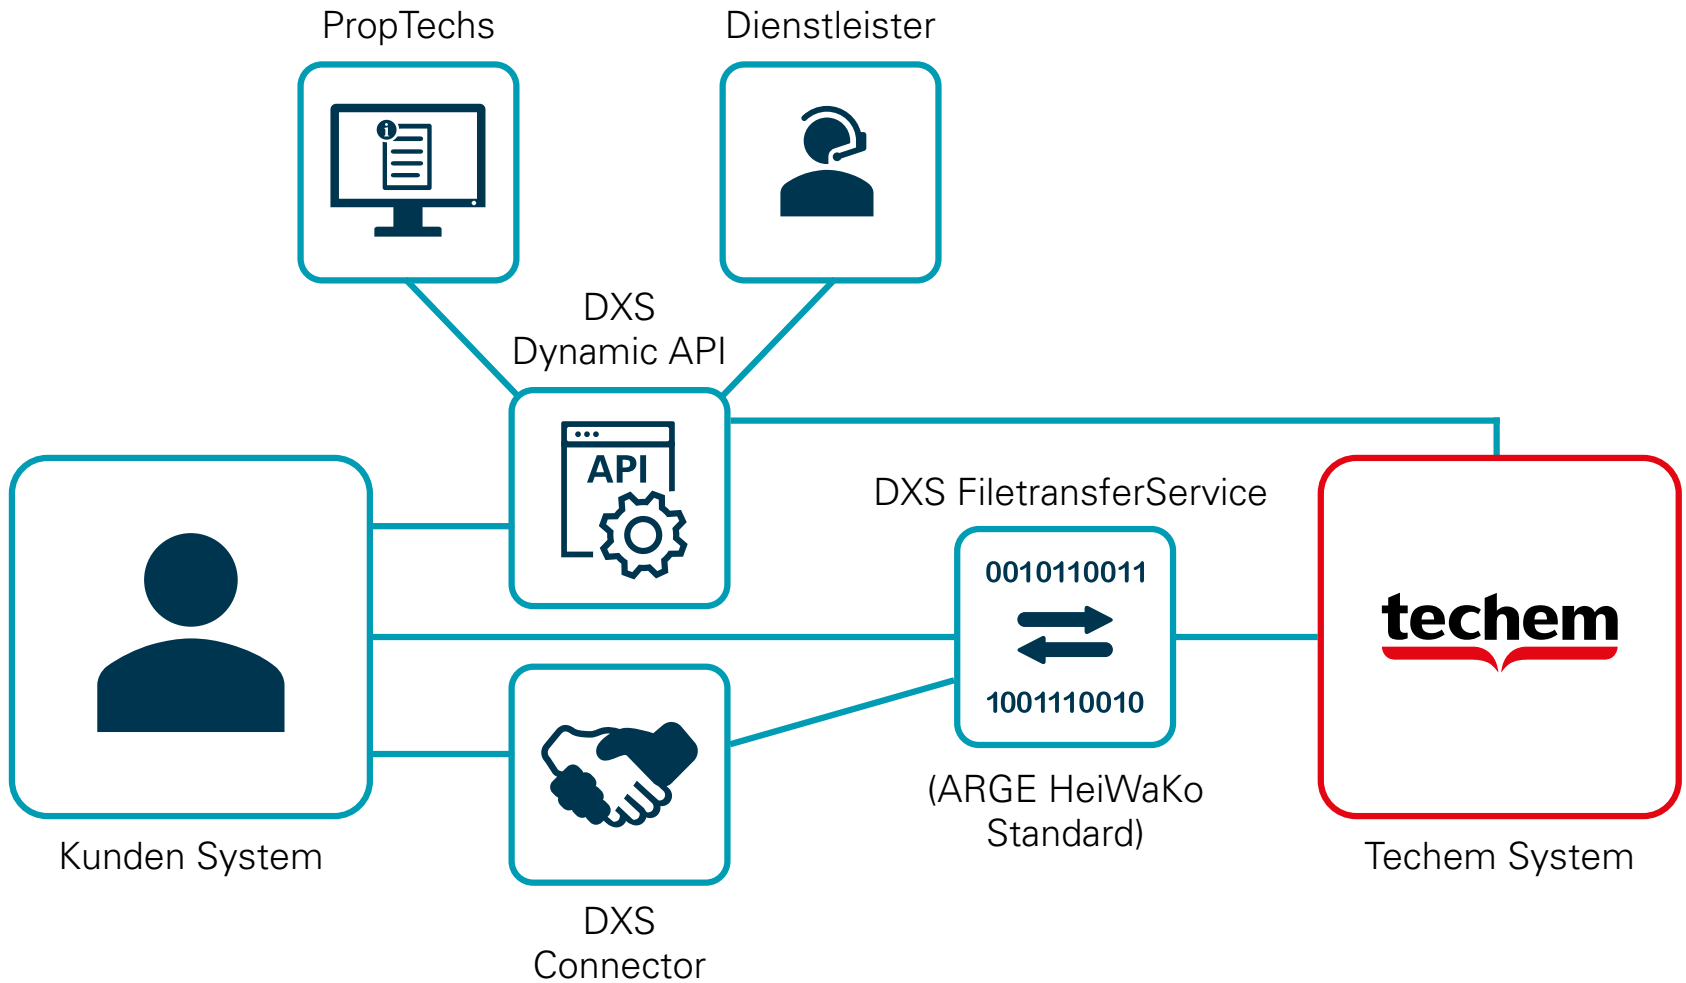 PropTechs
Dienstleister
i
DXS
Dynamic API
API
DXS FiletransferService
0010110011
1001110010
techem
(ARGE HeiWaKo
Standard)
Kunden System
Techem System
DXS
Connector